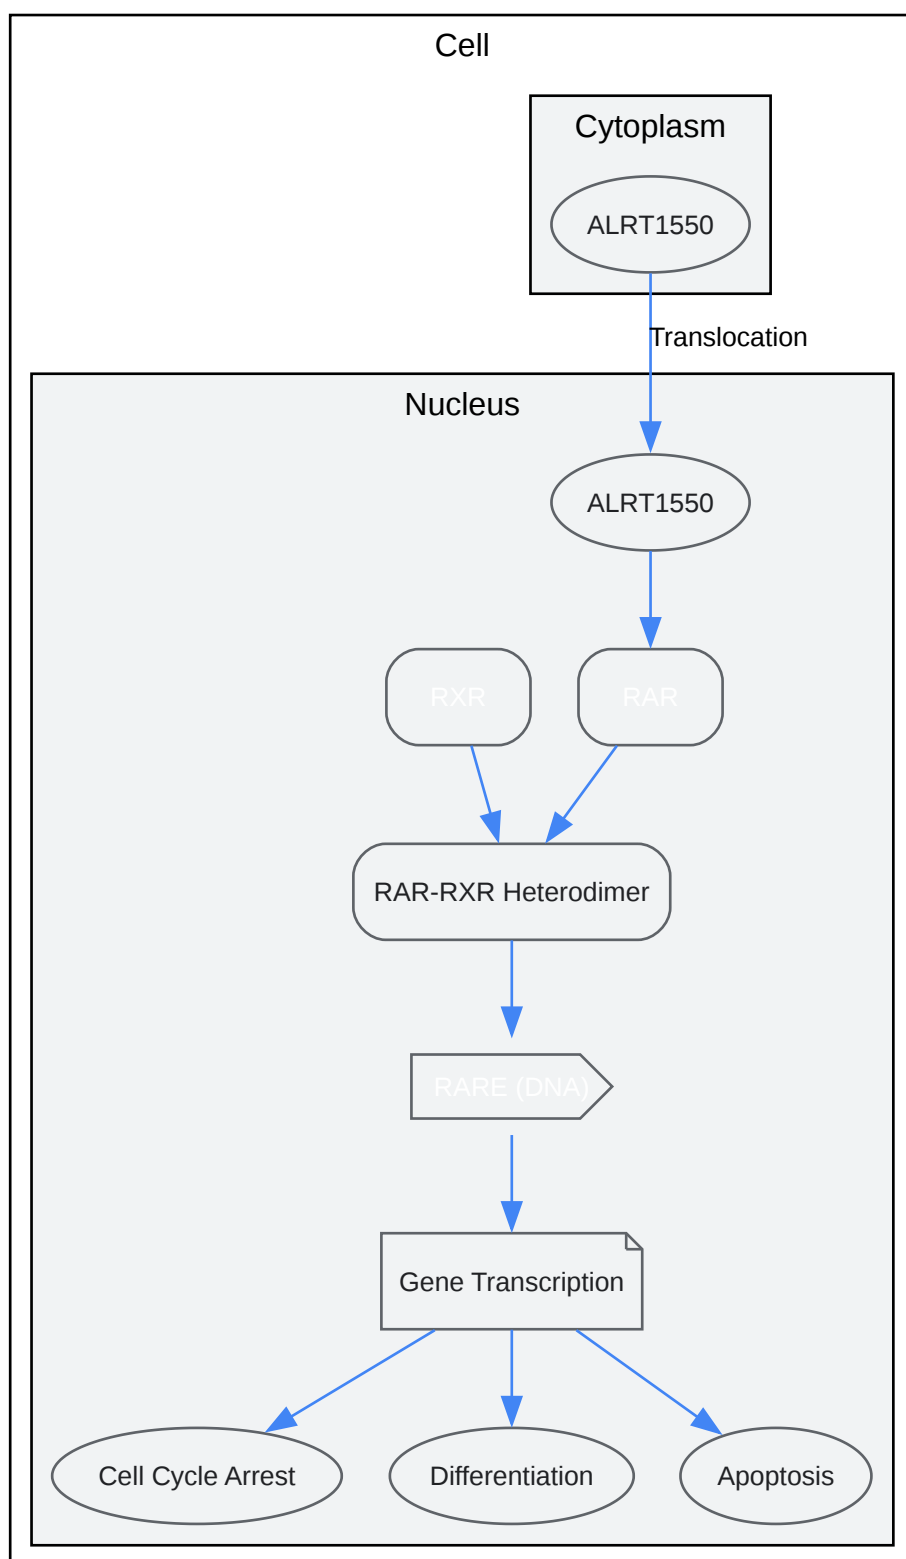 Cell
Cytoplasm
ALRT1550
Translocation
Nucleus
ALRT1550
RXR
RAR
RAR-RXR Heterodimer
RARE (DNA)
Gene Transcription
Cell Cycle Arrest
Differentiation
Apoptosis